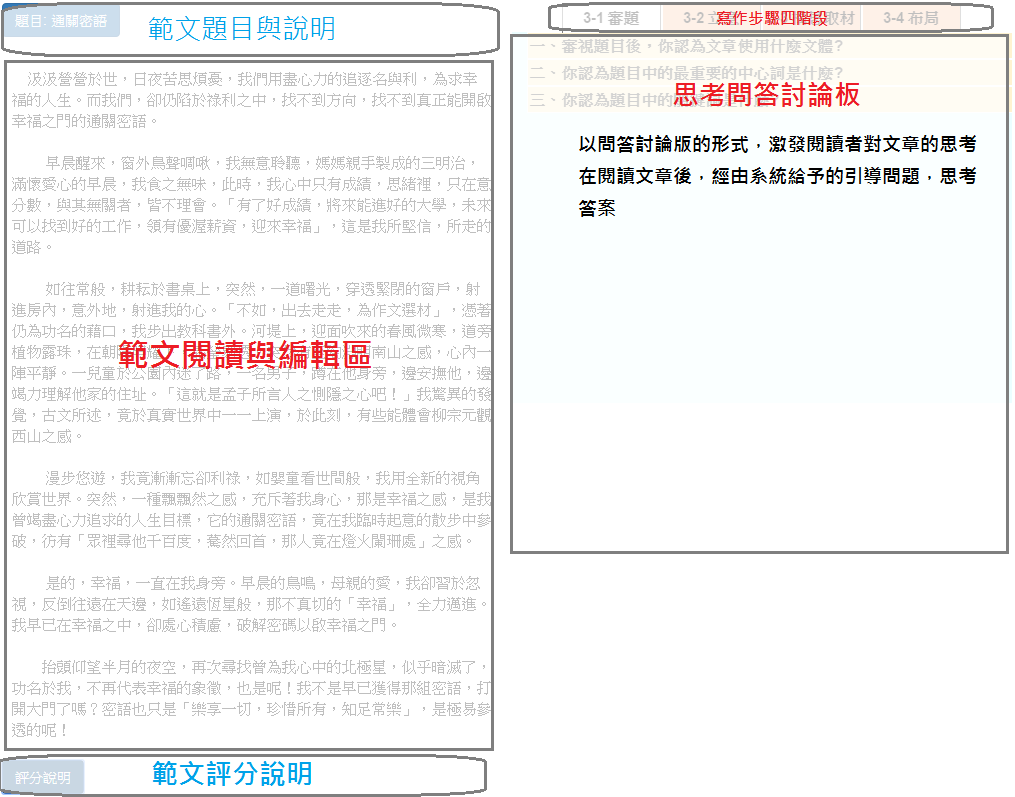 題目: 通關密語
範文題目與說明
汲汲營營於世，日夜苦思煩憂，我們用盡心力的追逐名與利，為求幸
福的人生。而我們，卻仍陷於祿利之中，找不到方向，找不到真正能開啟
幸福之門的通關密語。
早晨醒來，窗外鳥聲啁啾，我無意聆聽，媽媽親手製成的三明治，
滿懷愛心的早晨，我食之無味，此時，我心中只有成績，思緒裡，只在意
分數，與其無關者，皆不理會。「有了好成績，將來能進好的大學，未來
可以找到好的工作，領有優渥薪資，迎來幸福」，這是我所堅信，所走的
道路。
如往常般，耕耘於書桌上，突然，一道曙光，穿透緊閉的窗戶，射
進房內，意外地，射進我的心。「不如，出去走走，為作文選材」，憑著
仍為功名的藉口，我步出教科書外。河堤上，迎面吹來的春風微寒，道旁
植物露珠，在朝陽
南山之感，心內一
範文閱讀與編輯區
陣平靜。一兒童於公園內迷了路，一名男子，蹲在他身旁，邊安撫他，邊
竭力理解他家的住址。「這就是孟子所言人之惻隱之心吧！」我驚異的發
覺，古文所述，竟於真實世界中一一上演，於此刻，有些能體會柳宗元觀
西山之感。
漫步悠遊，我竟漸漸忘卻利祿，如嬰童看世間般，我用全新的視角
欣賞世界。突然，一種飄飄然之感，充斥著我身心，那是幸福之感，是我
曾竭盡心力追求的人生目標，它的通關密語，竟在我臨時起意的散步中參
破，彷有「眾裡尋他千百度，驀然回首，那人竟在燈火闌珊處」之感。
是的，幸福，一直在我身旁。早晨的鳥鳴，母親的愛，我卻習於忽
視，反倒往遠在天邊，如遙遠恆星般，那不真切的「幸福」，全力邁進。
我早已在幸福之中，卻處心積慮，破解密碼以啟幸福之門。
抬頭仰望半月的夜空，再次尋找曾為我心中的北極星，似乎暗滅了，
功名於我，不再代表幸福的象徵，也是呢！我不是早已獲得那組密語，打
開大門了嗎？密語也只是「樂享一切，珍惜所有，知足常樂」，是極易參
透的呢！
評分說明
範文評分說明
3-1 審題
3-2 立
取材
3-4 布局
寫作步驟四階段
一、審視題目後，你認為文章使用什麼文體?
二、你認為題目中的最重要的中心詞是什麼?
三、你認為題目中的
思考問答討論板
以問答討論版的形式，激發閱讀者對文章的思考
在閱讀文章後，經由系統給予的引導問題，思考
答案